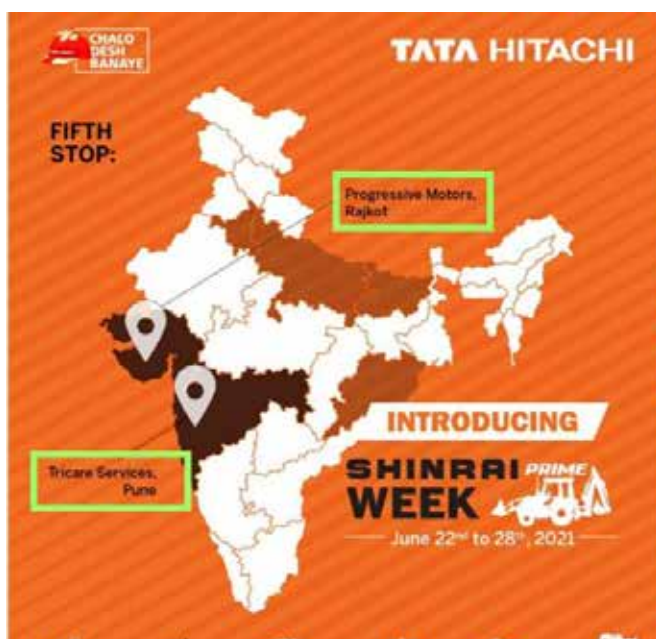 CHALO
DESH
BANAYE
TATA HITACHI
FIFTH
STOP:
Progressive Motors,
Rajkot
Tricare Services,
Pune
INTRODUCING
SHINRAI PRIME
WEEK
June 22nd to 28th, 2021